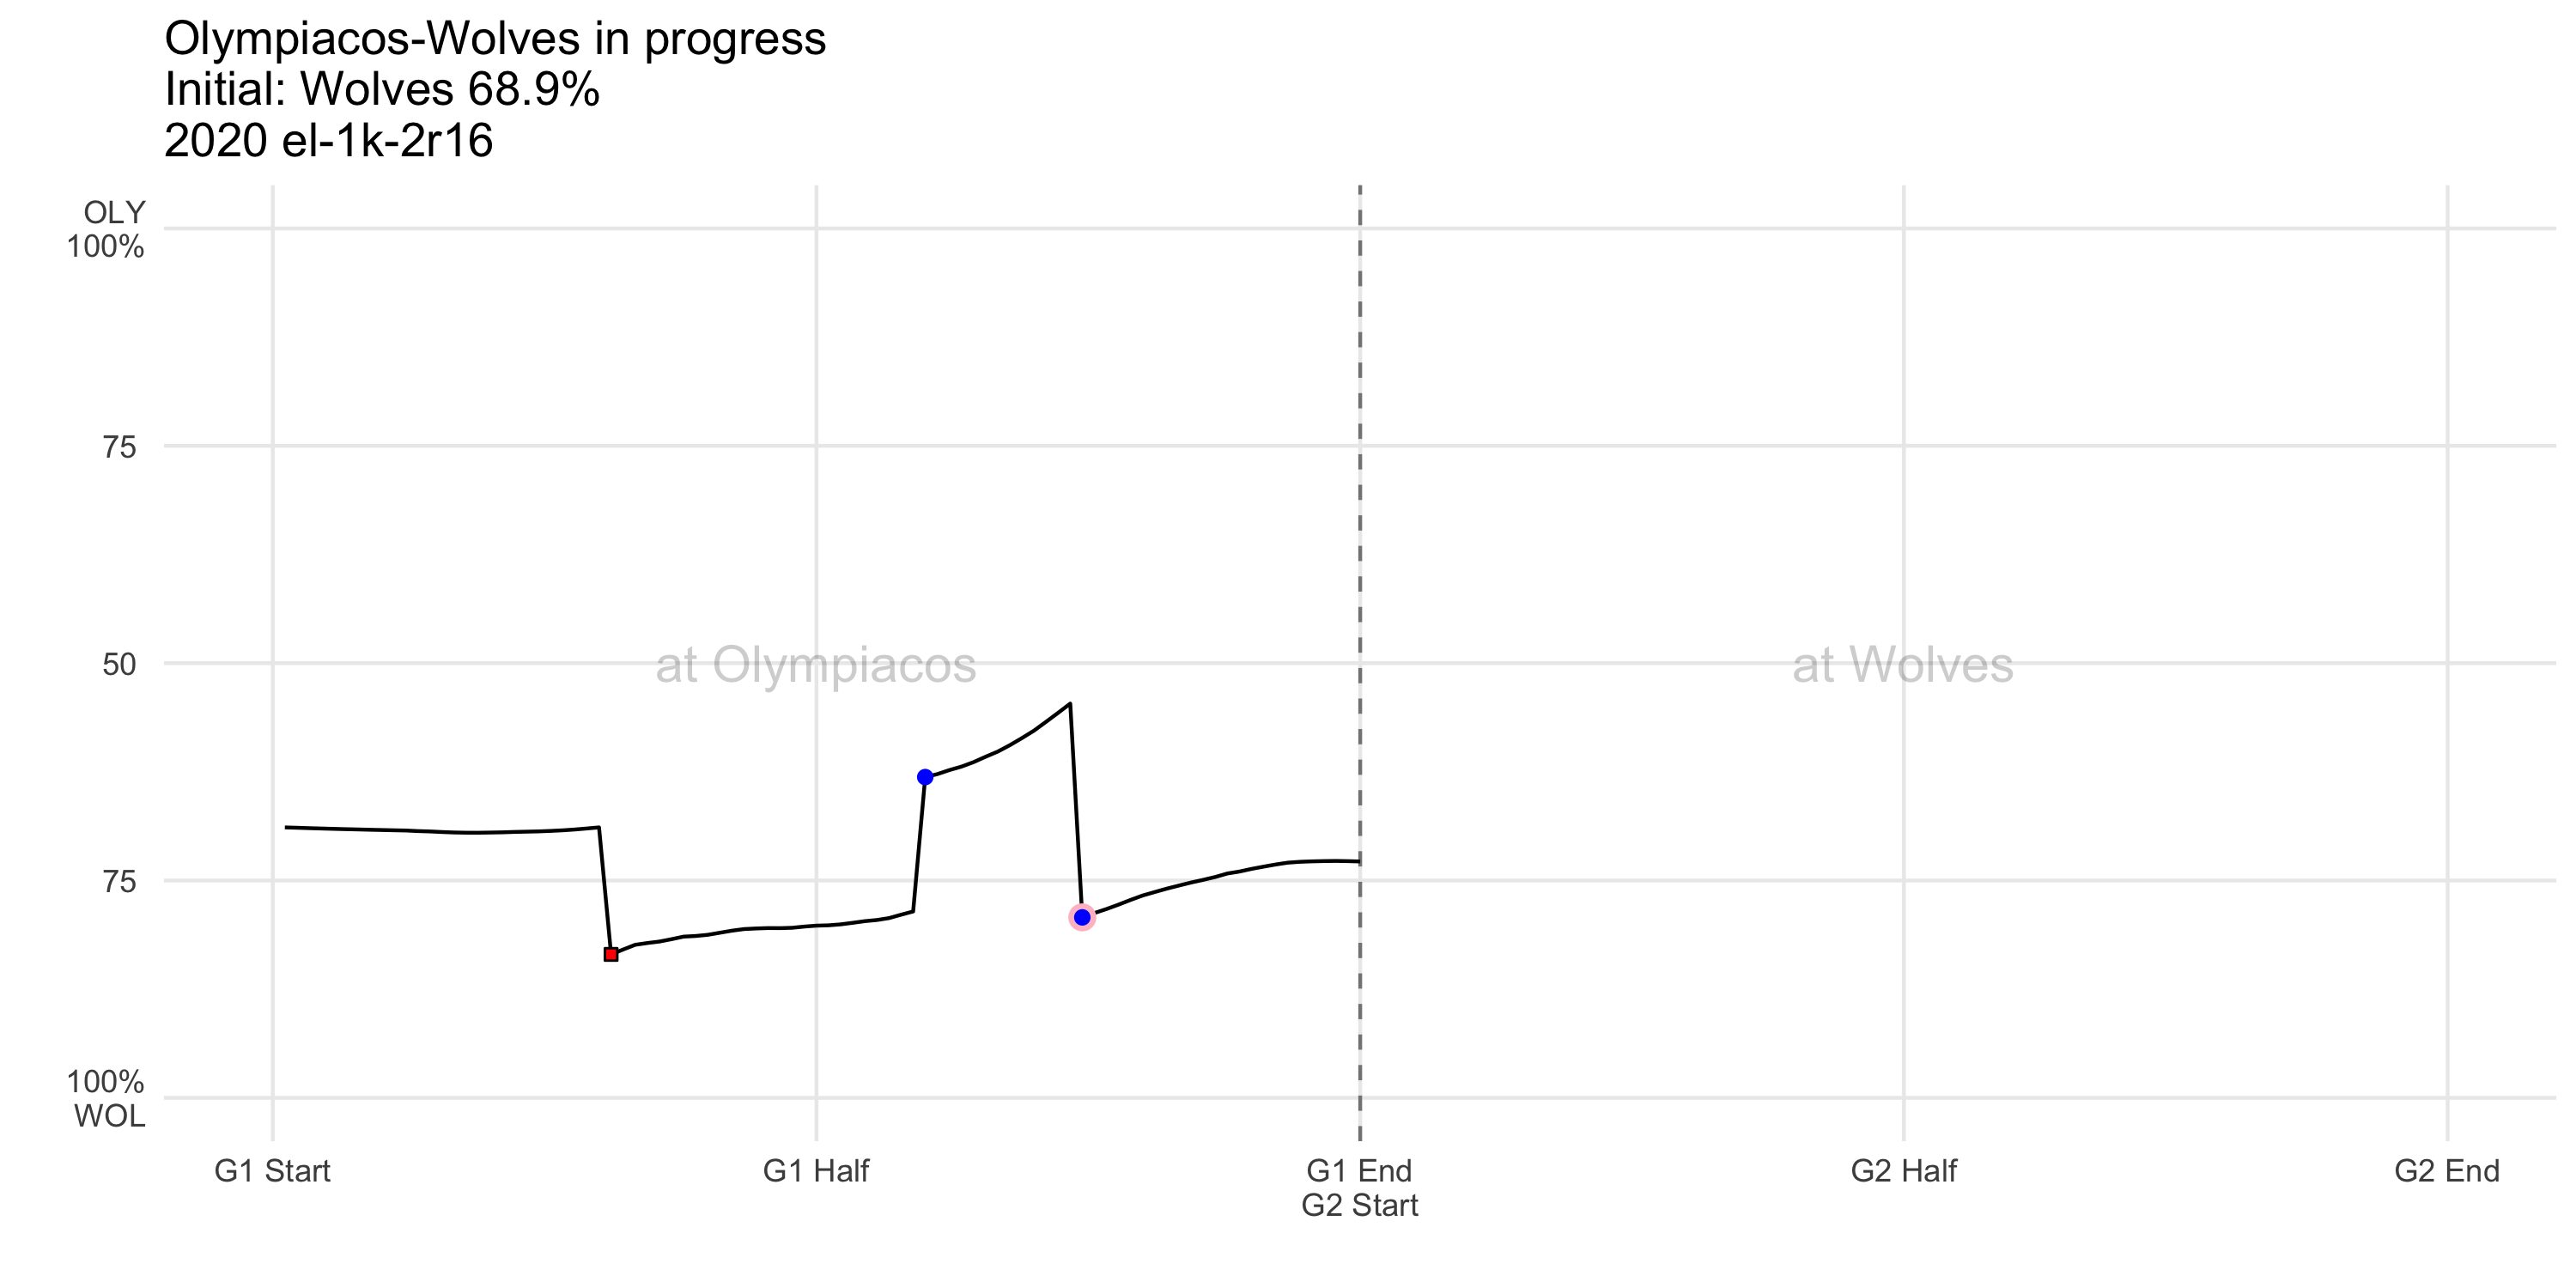 Olympiacos-Wolves in progress
Initial: Wolves 68.9%
2020 el-1k-2r16
OLY
100%
75
50
75
100%
WOL
at Olympiacos
at Wolves
G1 Start
G1 Half
G1 End
G2 Start
G2 Half
G2 End